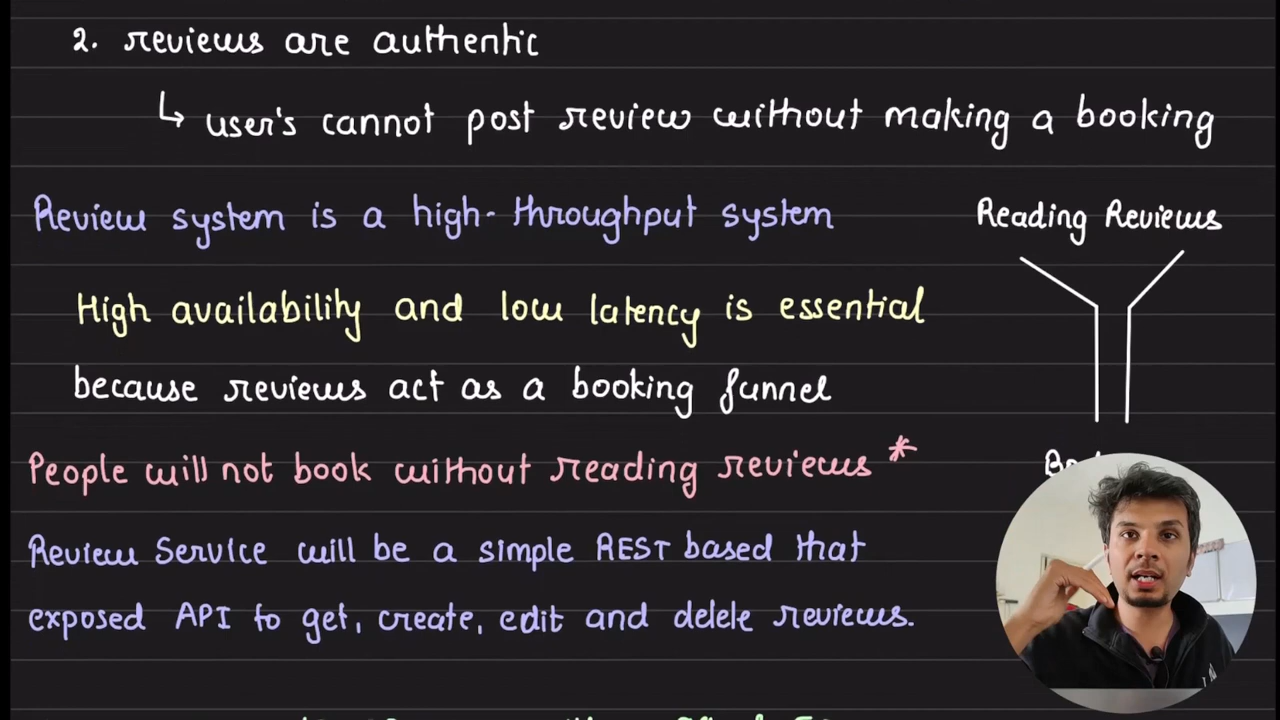 2. reviews are authentic
↳ user's cannot post review without making a booking
Review system is a high-throughput system
Reading Reviews
High availability and low latency is essential
because reviews act as a booking funnel
People will not book without reading reviews *
Review Service will be a simple REST based that
exposed API to get, create, edit and delele reviews.